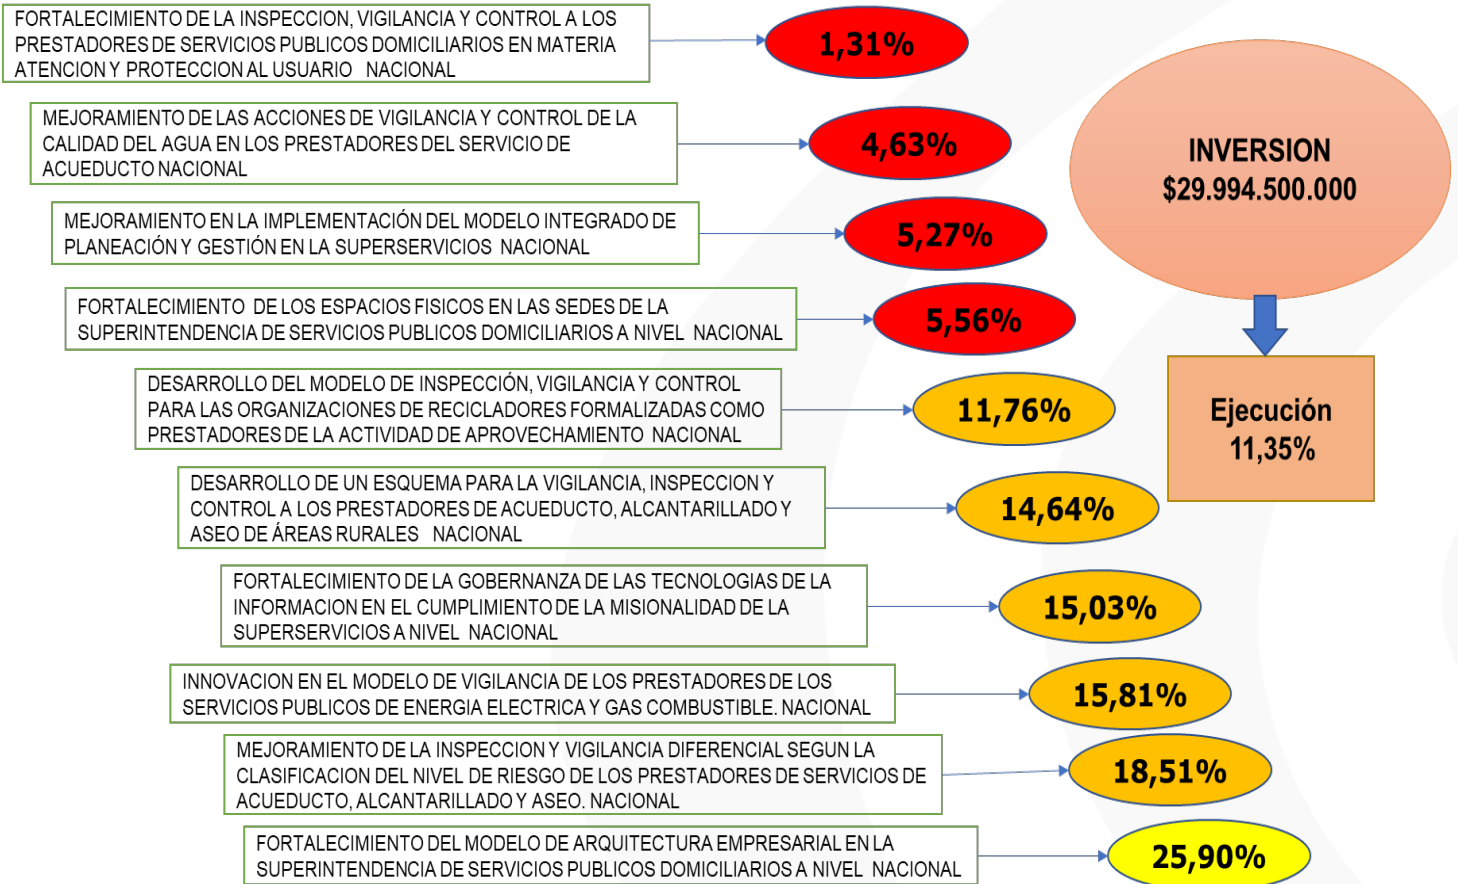 FORTALECIMIENTO DE LA INSPECCION, VIGILANCIA Y CONTROL A LOS
PRESTADORES DE SERVICIOS PUBLICOS DOMICILIARIOS EN MATERIA
ATENCION Y PROTECCION AL USUARIO NACIONAL
1,31%
MEJORAMIENTO DE LAS ACCIONES DE VIGILANCIA Y CONTROL DE LA
CALIDAD DEL AGUA EN LOS PRESTADORES DEL SERVICIO DE
ACUEDUCTO NACIONAL
4,63%
MEJORAMIENTO EN LA IMPLEMENTACIÓN DEL MODELO INTEGRADO DE
PLANEACIÓN Y GESTIÓN EN LA SUPERSERVICIOS NACIONAL
5,27%
FORTALECIMIENTO DE LOS ESPACIOS FISICOS EN LAS SEDES DE LA
SUPERINTENDENCIA DE SERVICIOS PUBLICOS DOMICILIARIOS A NIVEL NACIONAL
5,56%
DESARROLLO DEL MODELO DE INSPECCIÓN, VIGILANCIA Y CONTROL
PARA LAS ORGANIZACIONES DE RECICLADORES FORMALIZADAS COMO
PRESTADORES DE LA ACTIVIDAD DE APROVECHAMIENTO NACIONAL
11,76%
DESARROLLO DE UN ESQUEMA PARA LA VIGILANCIA, INSPECCION Y
CONTROL A LOS PRESTADORES DE ACUEDUCTO, ALCANTARILLADO Y
ASEO DE ÁREAS RURALES NACIONAL
14,64%
FORTALECIMIENTO DE LA GOBERNANZA DE LAS TECNOLOGIAS DE LA
INFORMACION EN EL CUMPLIMIENTO DE LA MISIONALIDAD DE LA
SUPERSERVICIOS A NIVEL NACIONAL
15,03%
INNOVACION EN EL MODELO DE VIGILANCIA DE LOS PRESTADORES DE LOS
SERVICIOS PUBLICOS DE ENERGIA ELECTRICA Y GAS COMBUSTIBLE. NACIONAL
15,81%
MEJORAMIENTO DE LA INSPECCION Y VIGILANCIA DIFERENCIAL SEGUN LA
CLASIFICACION DEL NIVEL DE RIESGO DE LOS PRESTADORES DE SERVICIOS DE
ACUEDUCTO, ALCANTARILLADO Y ASEO. NACIONAL
18,51%
FORTALECIMIENTO DEL MODELO DE ARQUITECTURA EMPRESARIAL EN LA
SUPERINTENDENCIA DE SERVICIOS PUBLICOS DOMICILIARIOS A NIVEL NACIONAL
25,90%
INVERSION
$29.994.500.000
Ejecución
11,35%